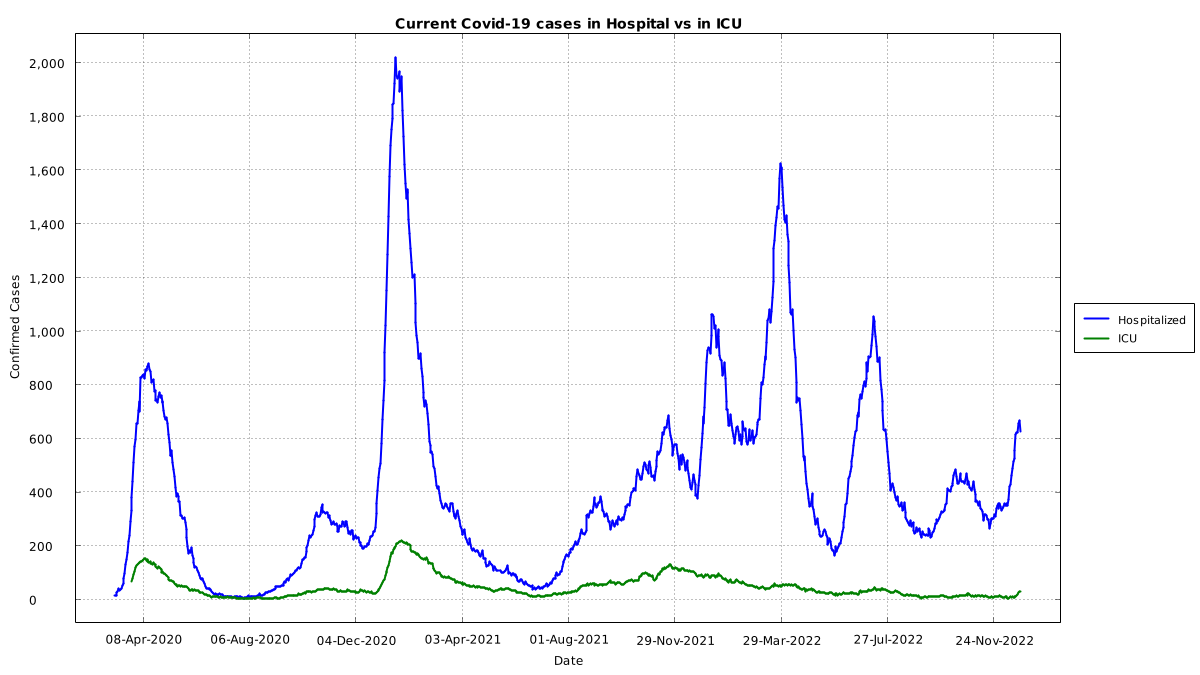 Current Covid-19 cases in Hospital vs in ICU
Confirmed Cases
2,000
1,800
1,600
1,400
1,200
1,000
800
600
400
200
0
08-Apr-2020
06-Aug-2020
04-Dec-2020
03-Apr-2021
01-Aug-2021
29-Nov-2021
29-Mar-2022
27-Jul-2022
24-Nov-2022
Date
Hospitalized
ICU